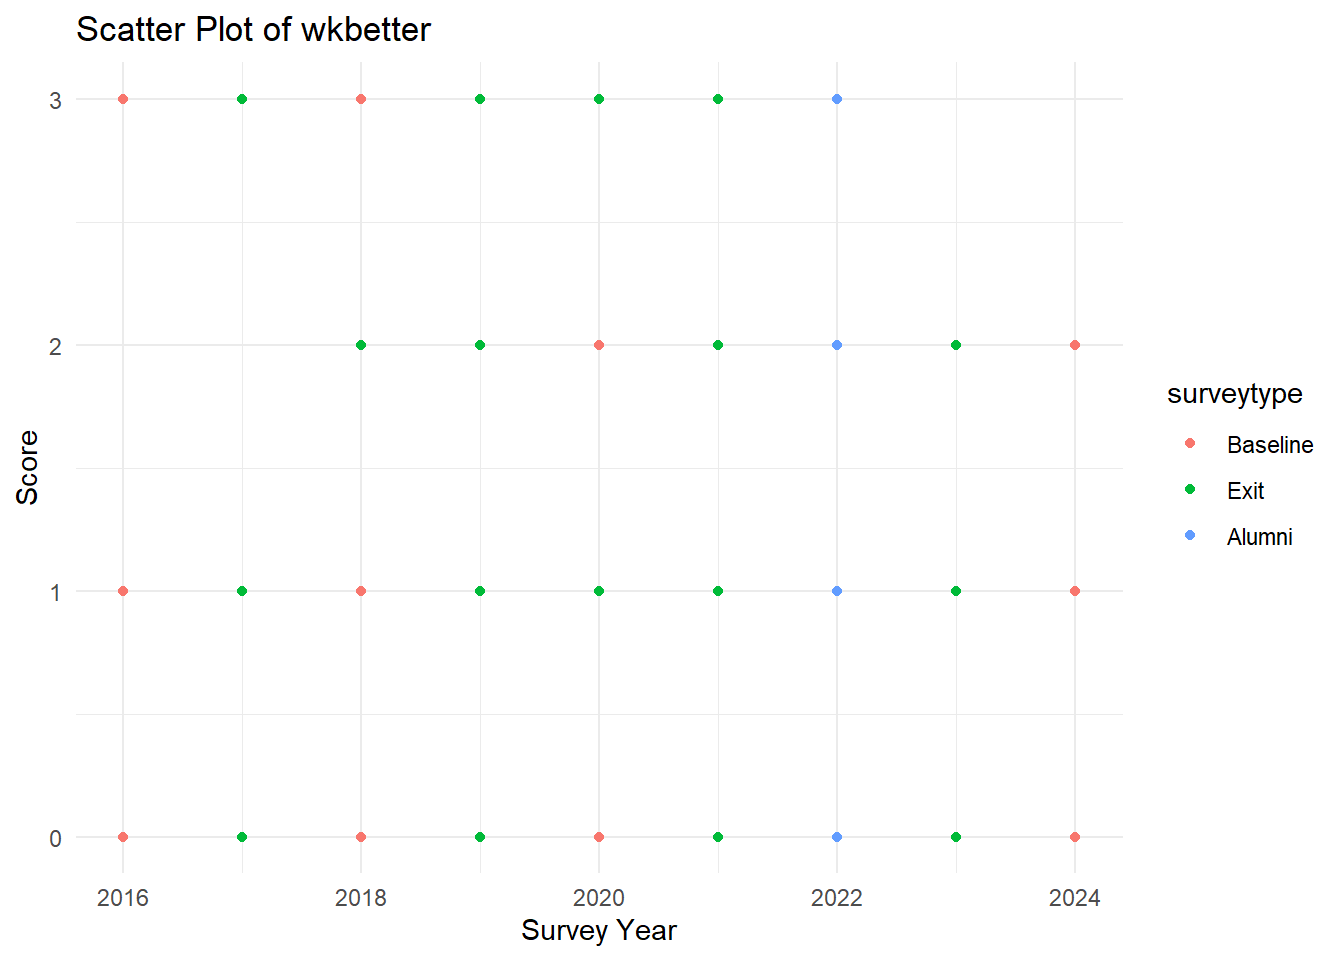 Scatter Plot of wkbetter
3
2
1
0
Score
2016 2018 2020 2022 2024
Survey Year
surveytype
Baseline
Exit
Alumni